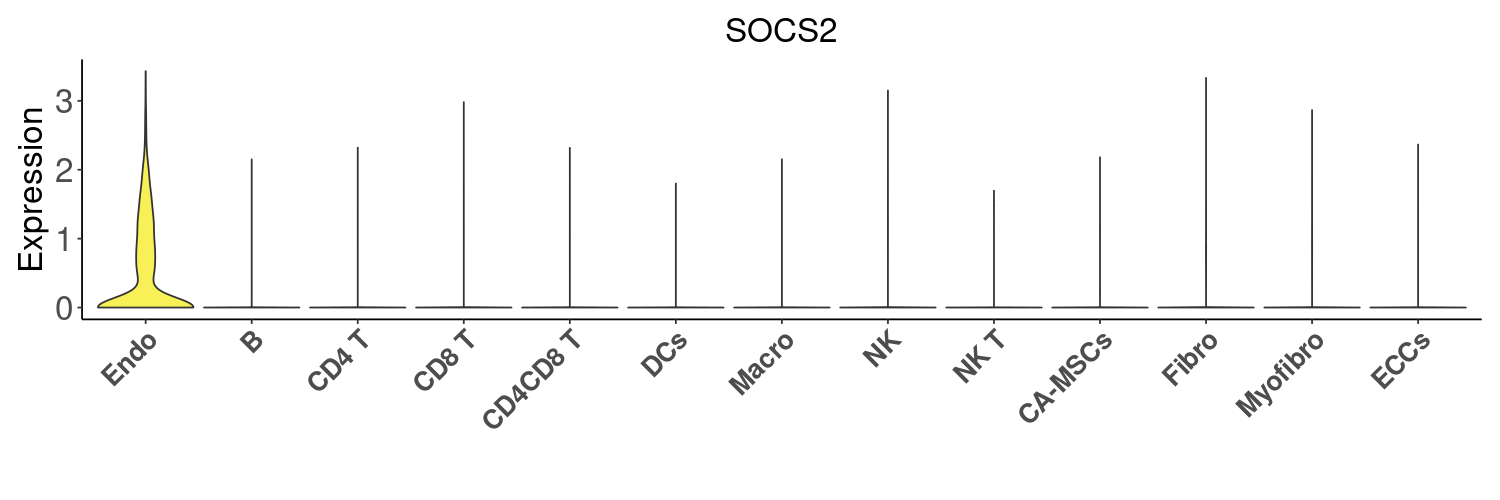 SOCS2
Expression
3
2
1
0
Endo
B
CD4 T
CD8 T
CD4CD8 T
DCs
Macro
NK
NK T
CA-MSCs
Fibro
Myofibro
ECCs